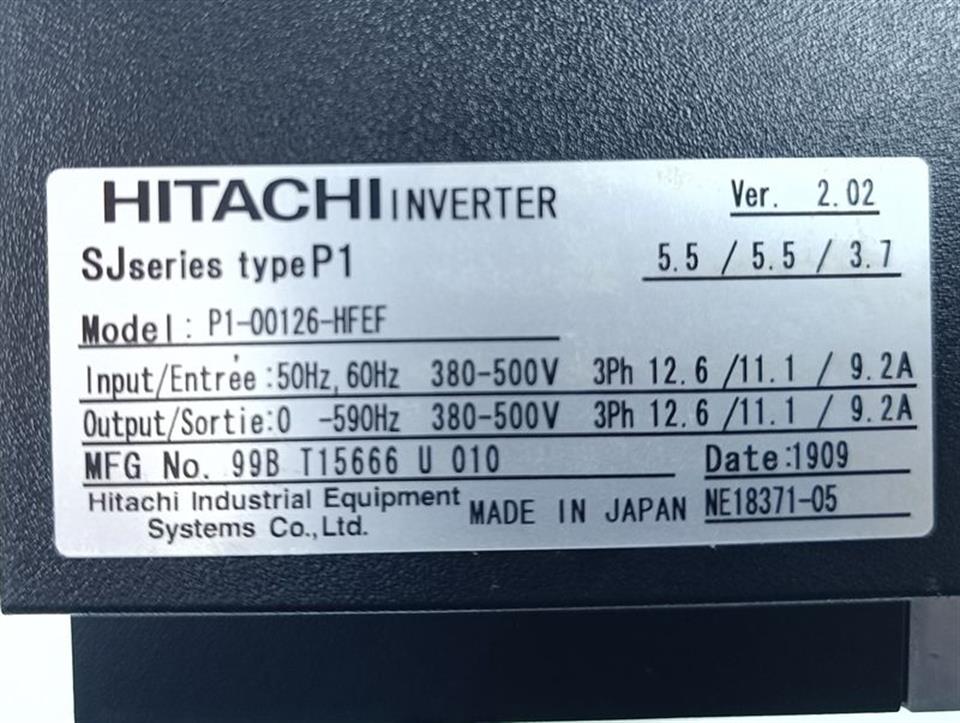 HITACHI INVERTER Ver. 2.02
SJseries typeP1 5.5 / 5.5 / 3.7
Model: P1-00126-HFEF
Input/Entrée:50Hz, 60Hz 380-500V 3Ph 12.6 /11.1 / 9.2A
Output/Sortie:0 -590Hz 380-500V 3Ph 12.6 /11.1 / 9.2A
MFG No. 99B T15666 U 010 Date:1909
Hitachi Industrial Equipment
Systems Co.,Ltd. MADE IN JAPAN NE18371-05